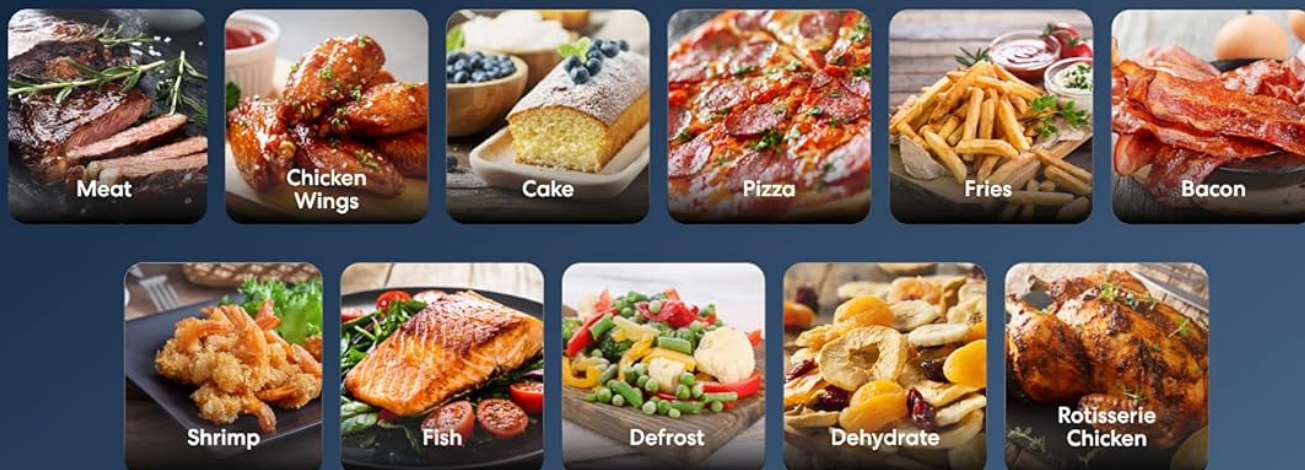 Meat
Chicken
Wings
Cake
Pizza
Fries
Bacon
Shrimp
Fish
Defrost
Dehydrate
Rotisserie
Chicken